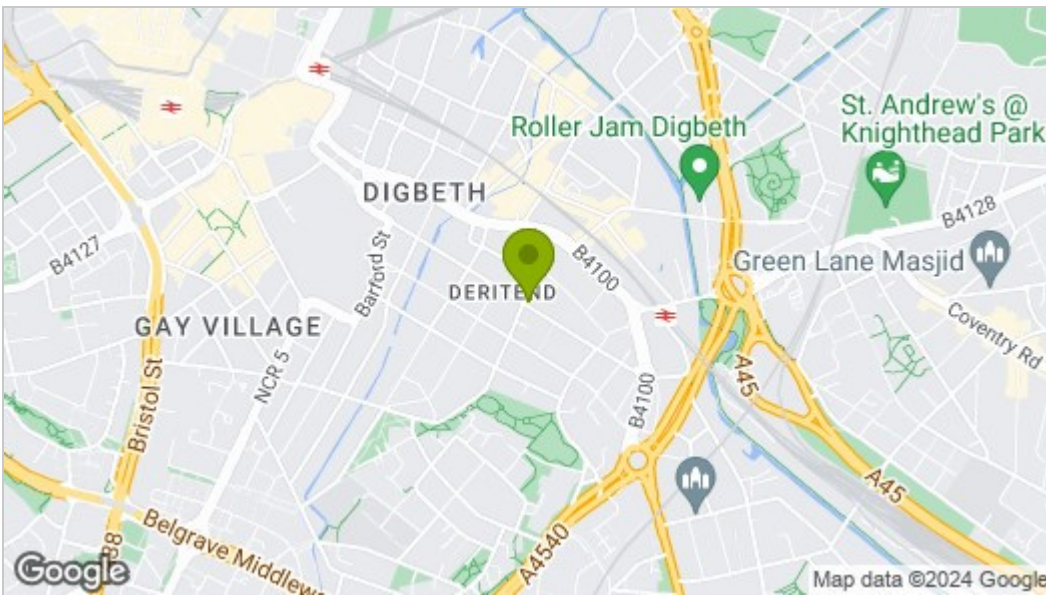 St. Andrew's @
Knighthead Park
Roller Jam Digbeth
DIGBETH
B4128
B4127
Barford St
B4100
Green Lane Masjid
DERITEND
GAY VILLAGE
Coventry Rd
NCR 5
A45
Bristol St
B4100
A45
Belgrave Middlew
A4540
Google
Map data ©2024 Google